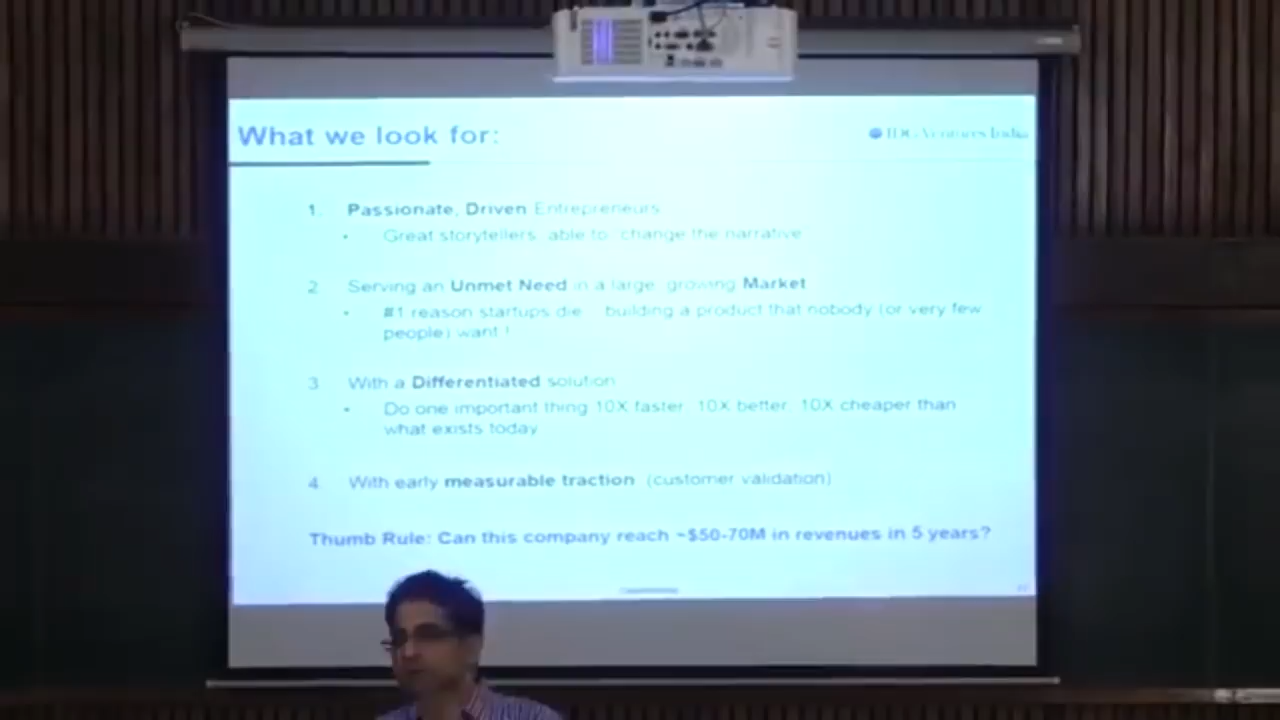 What we look for:
IDG Ventures India
1. Passionate, Driven Entrepreneurs
• Great storytellers able to change the narrative
2 Serving an Unmet Need in a large, growing Market
• #1 reason startups die building a product that nobody (or very few
people) want !
3 With a Differentiated solution
• Do one important thing 10X faster, 10X better, 10X cheaper than
what exists today
4 With early measurable traction (customer validation)
Thumb Rule: Can this company reach ~$50-70M in revenues in 5 years?